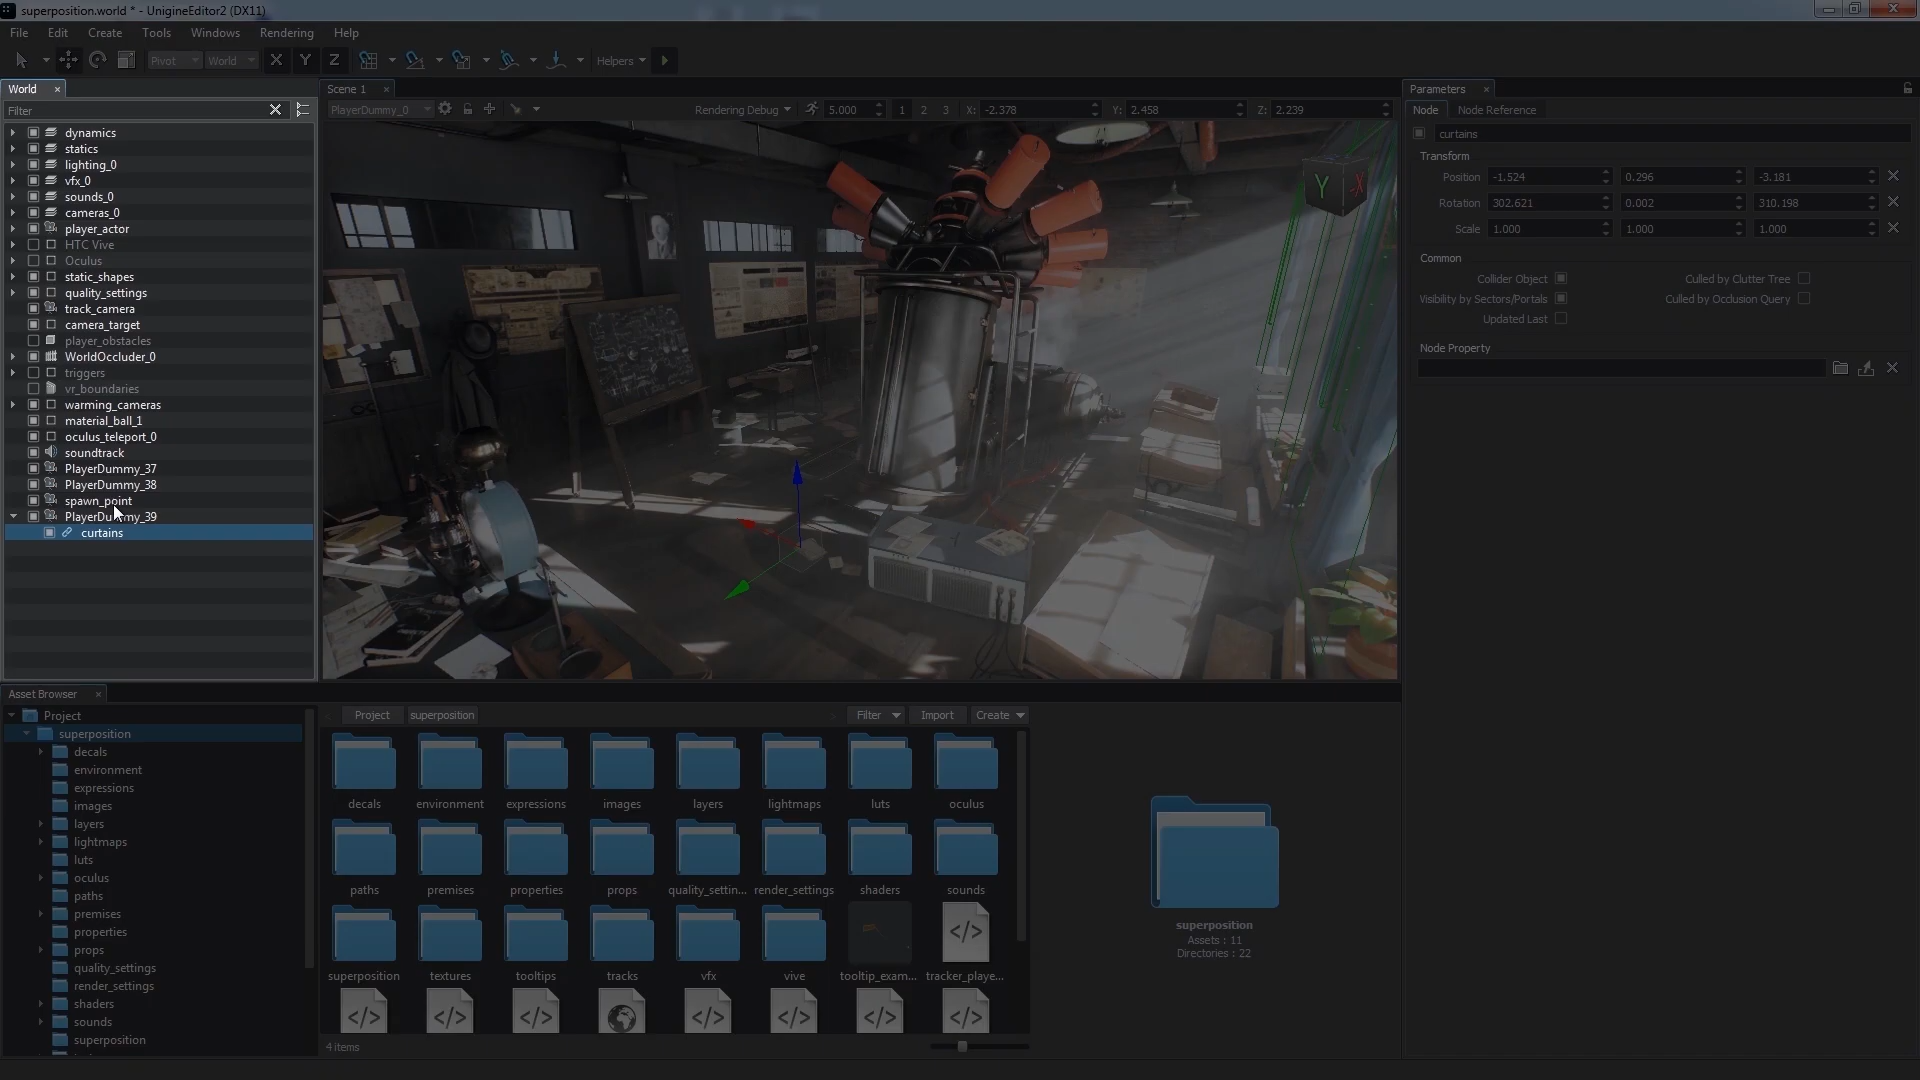 superposition.world * - UnigineEditor2 (DX11)
File Edit Create Tools Windows Rendering Help
Pivot World X Y Z Helpers
World
Filter
dynamics
statics
lighting_0
vfx_0
sounds_0
cameras_0
player_actor
HTC Vive
Oculus
static_shapes
quality_settings
track_camera
camera_target
player_obstacles
WorldOccluder_0
triggers
vr_boundaries
warming_cameras
material_ball_1
oculus_teleport_0
soundtrack
PlayerDummy_37
PlayerDummy_38
spawn_point
PlayerDummy_39
curtains
Scene 1
PlayerDummy_0 Rendering Debug 5.000 1 2 3 X: -2.378 Y: 2.458 Z: 2.239
Y -X
Parameters
Node Node Reference
curtains
Transform
Position -1.524 0.296 -3.181
Rotation 302.621 0.002 310.198
Scale 1.000 1.000 1.000
Common
Collider Object Culled by Clutter Tree
Visibility by Sectors/Portals Culled by Occlusion Query
Updated Last
Node Property
Asset Browser
Project
superposition
decals
environment
expressions
images
layers
lightmaps
luts
oculus
paths
premises
properties
props
quality_settings
render_settings
shaders
sounds
superposition
Project superposition Filter Import Create
decals environment expressions images layers lightmaps luts oculus
paths premises properties props quality_settin... render_settings shaders sounds
superposition textures tooltips tracks vfx vive tooltip_exam... tracker_playe...
4 items
superposition
Assets : 11
Directories : 22